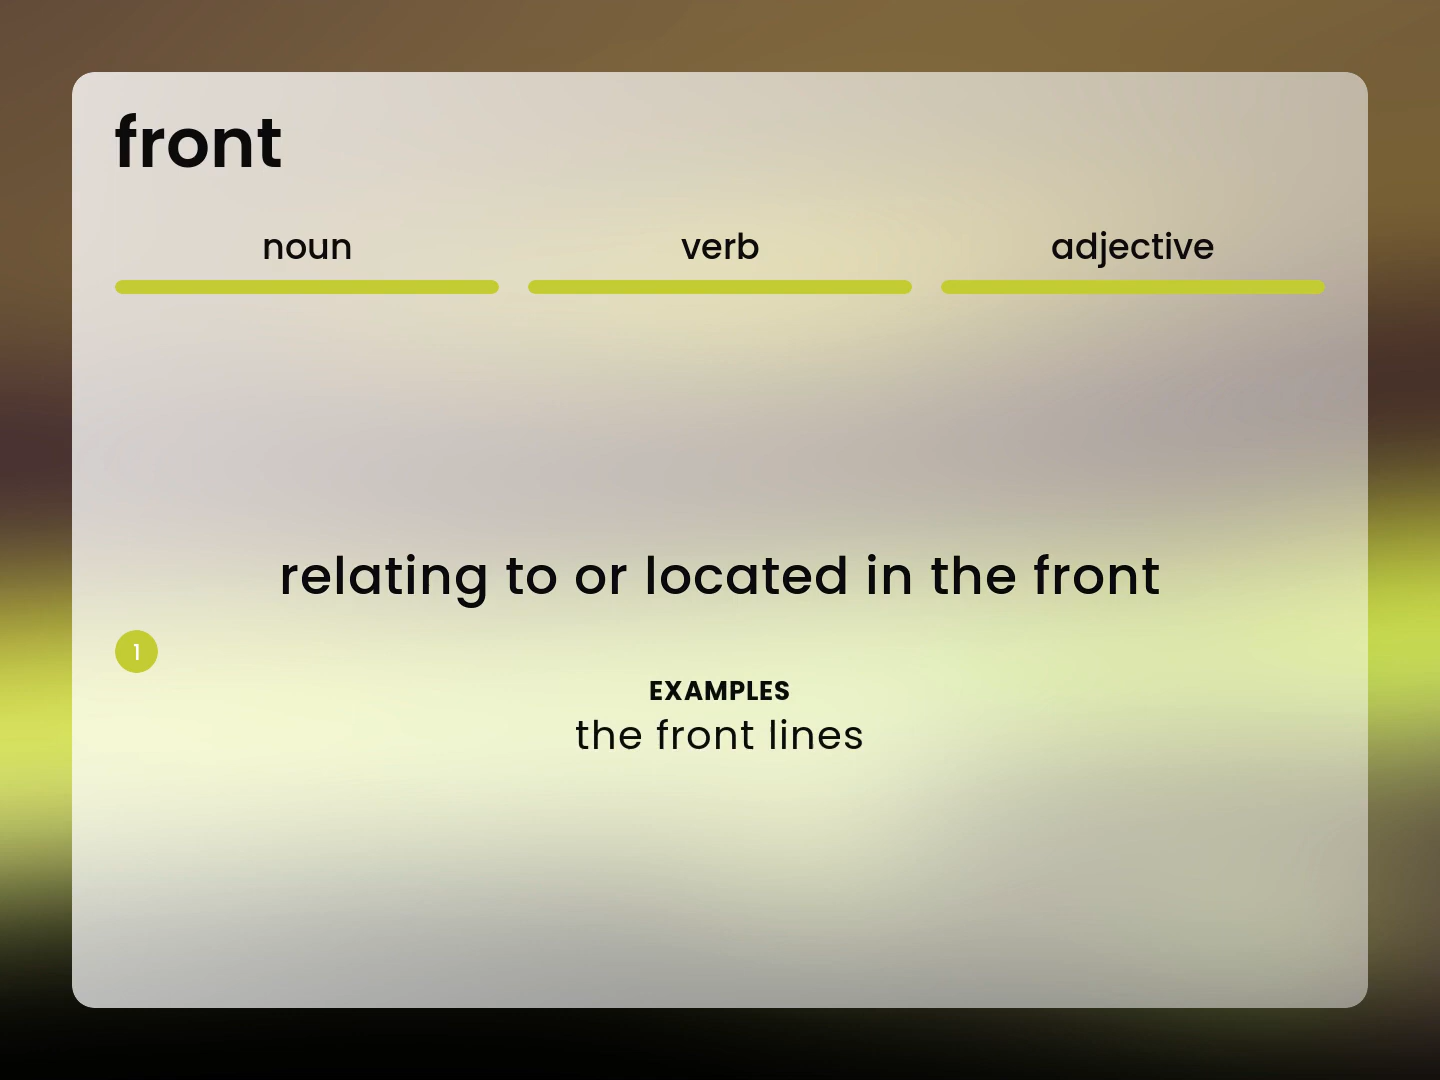 front
noun
verb
adjective
relating to or located in the front
1
EXAMPLES
the front lines